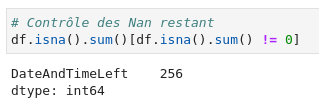 # Contrôle des Nan restant
df.isna().sum()[df.isna().sum() != 0]
DateAndTimeLeft    256
dtype: int64